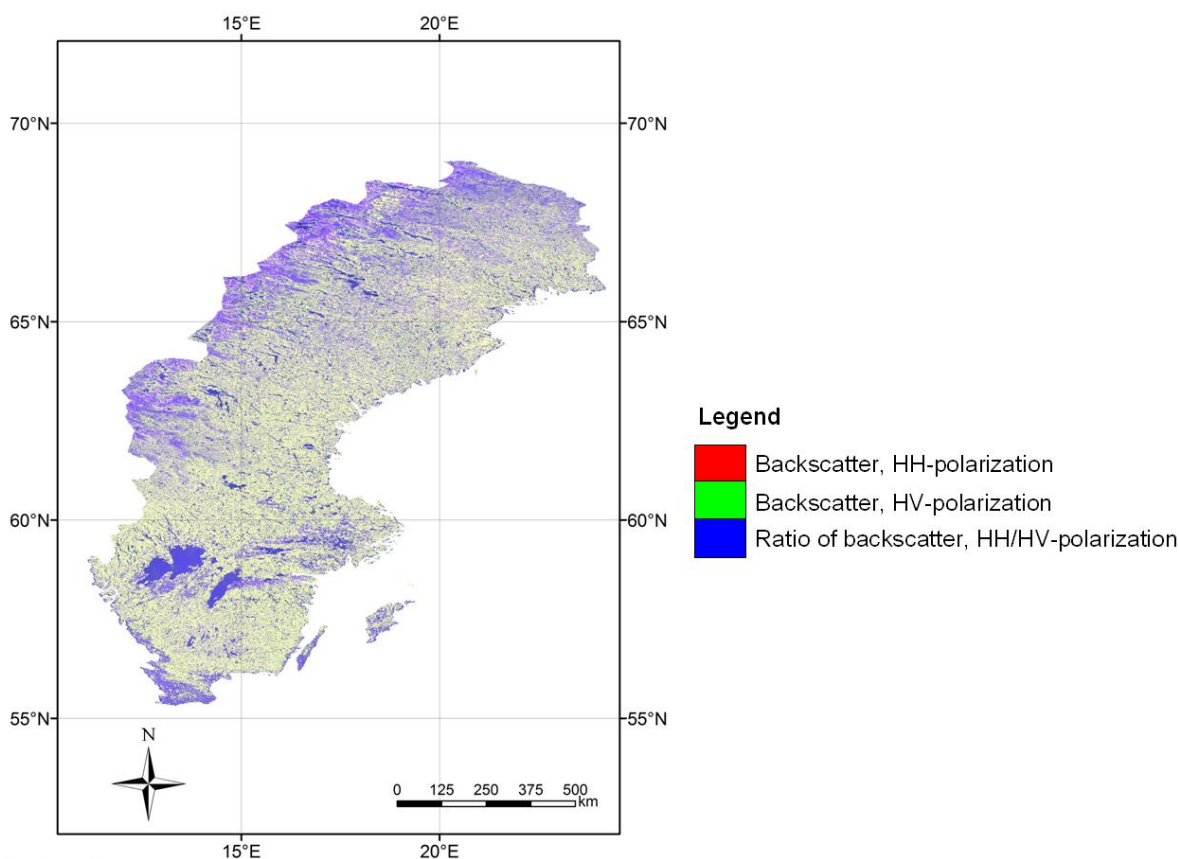 15°E 20°E
70°N 70°N
65°N 65°N
Legend
Backscatter, HH-polarization
Backscatter, HV-polarization
Ratio of backscatter, HH/HV-polarization
60°N 60°N
55°N 55°N
N
0 125 250 375 500
km
15°E 20°E